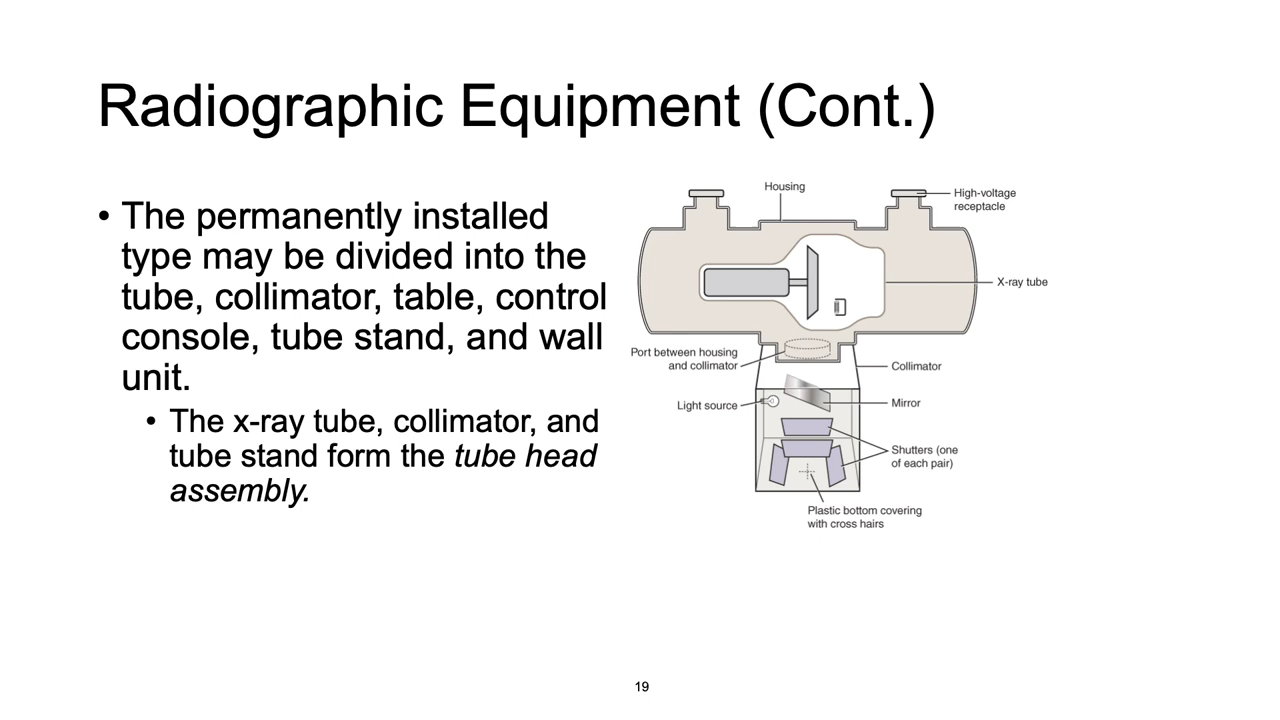 Radiographic Equipment (Cont.)
• The permanently installed
type may be divided into the
tube, collimator, table, control
console, tube stand, and wall
unit.
• The x-ray tube, collimator, and
tube stand form the tube head
assembly.
Housing
High-voltage
receptacle
X-ray tube
Port between housing
and collimator
Collimator
Light source
Mirror
Shutters (one
of each pair)
Plastic bottom covering
with cross hairs
19